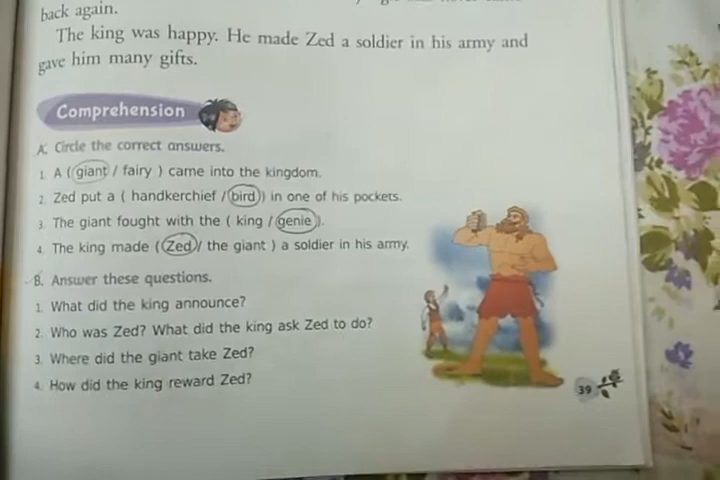 back again.
The king was happy. He made Zed a soldier in his army and
gave him many gifts.
Comprehension
A. Circle the correct answers.
1. A ( giant / fairy ) came into the kingdom.
2. Zed put a ( handkerchief / bird ) in one of his pockets.
3. The giant fought with the ( king / genie ).
4. The king made ( Zed / the giant ) a soldier in his army.
B. Answer these questions.
1. What did the king announce?
2. Who was Zed? What did the king ask Zed to do?
3. Where did the giant take Zed?
4. How did the king reward Zed?
39